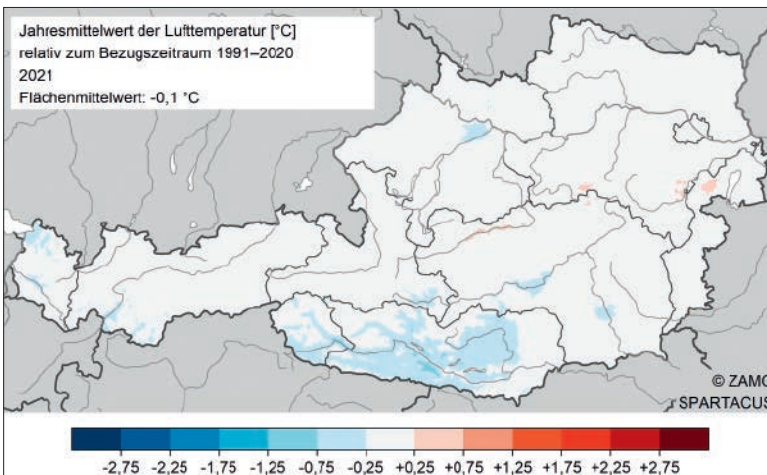 Jahresmittelwert der Lufttemperatur [°C]
relativ zum Bezugszeitraum 1991–2020
2021
Flächenmittelwert: -0,1 °C
© ZAMG
SPARTACUS
-2,75 -2,25 -1,75 -1,25 -0,75 -0,25 +0,25 +0,75 +1,25 +1,75 +2,25 +2,75